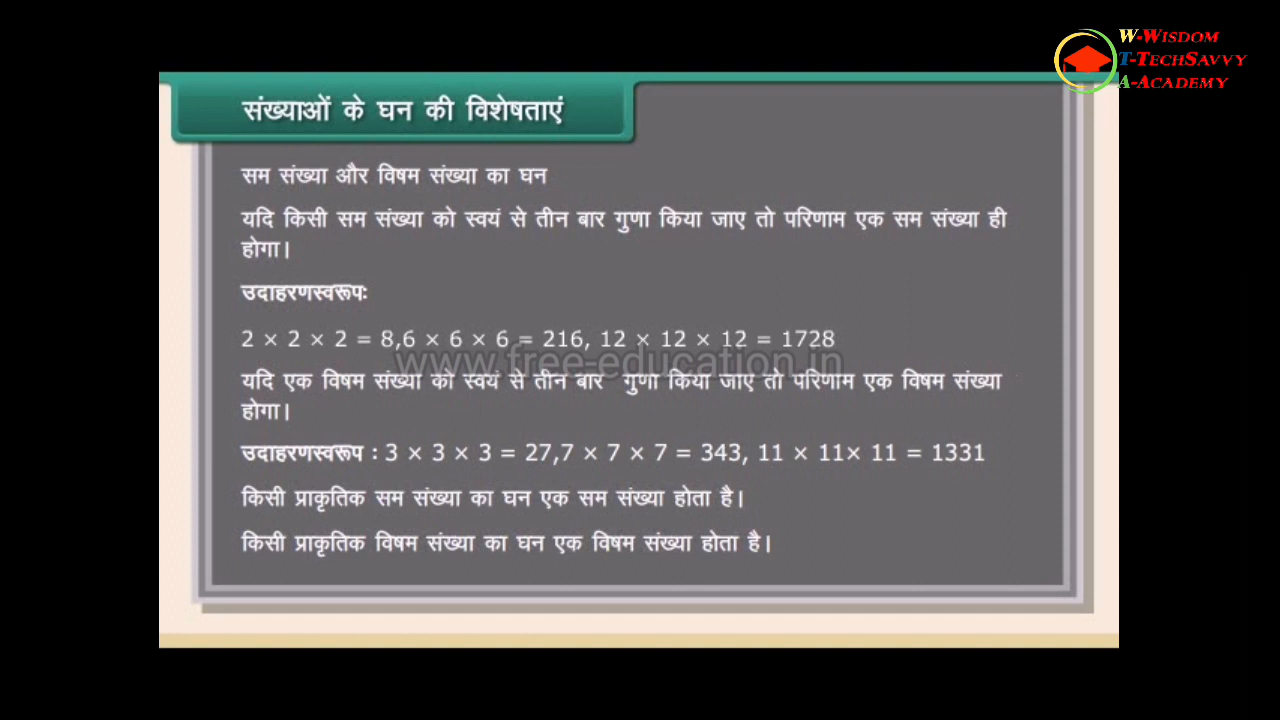 W-Wisdom
T-TechSavvy
A-Academy
संख्याओं के घन की विशेषताएं
सम संख्या और विषम संख्या का घन
यदि किसी सम संख्या को स्वयं से तीन बार गुणा किया जाए तो परिणाम एक सम संख्या ही
होगा।
उदाहरणस्वरूपः
2 × 2 × 2 = 8,6 × 6 × 6 = 216, 12 × 12 × 12 = 1728
www.free-education.in
यदि एक विषम संख्या को स्वयं से तीन बार गुणा किया जाए तो परिणाम एक विषम संख्या
होगा।
उदाहरणस्वरूप : 3 × 3 × 3 = 27,7 × 7 × 7 = 343, 11 × 11× 11 = 1331
किसी प्राकृतिक सम संख्या का घन एक सम संख्या होता है।
किसी प्राकृतिक विषम संख्या का घन एक विषम संख्या होता है।